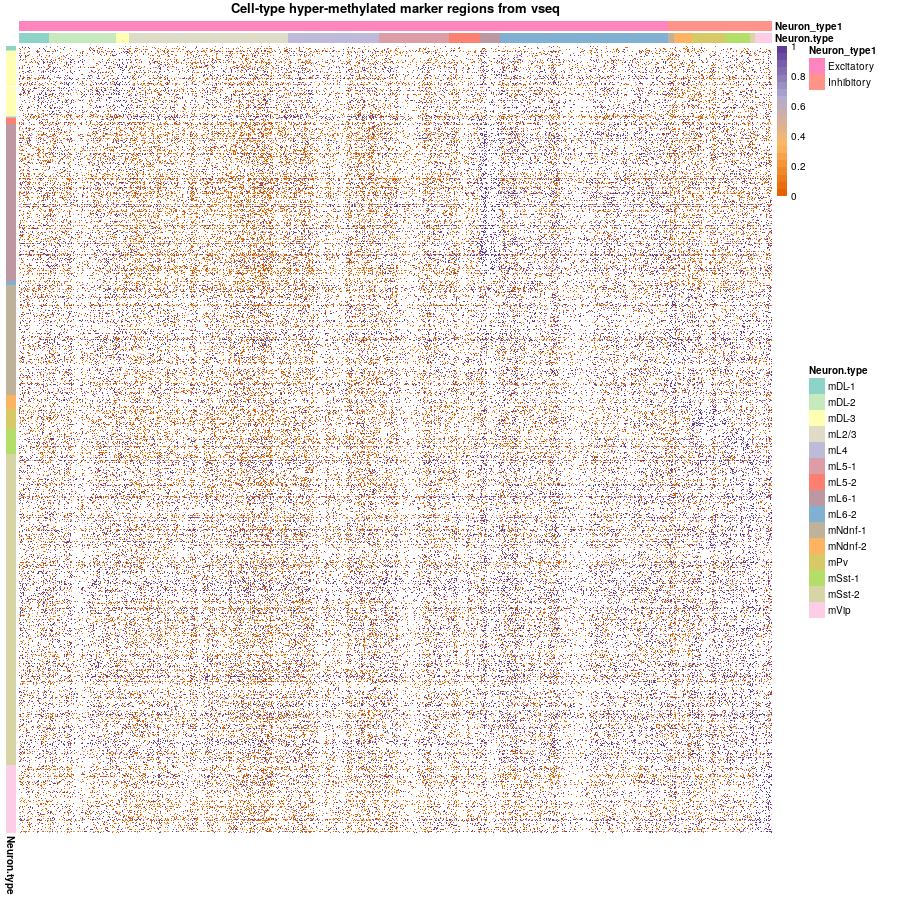 Cell-type hyper-methylated marker regions from vseq
Neuron_type1
Neuron.type
1
0.8
0.6
0.4
0.2
0
Neuron_type1
Excitatory
Inhibitory
Neuron.type
mDL-1
mDL-2
mDL-3
mL2/3
mL4
mL5-1
mL5-2
mL6-1
mL6-2
mNdnf-1
mNdnf-2
mPv
mSst-1
mSst-2
mVip
Neuron.type